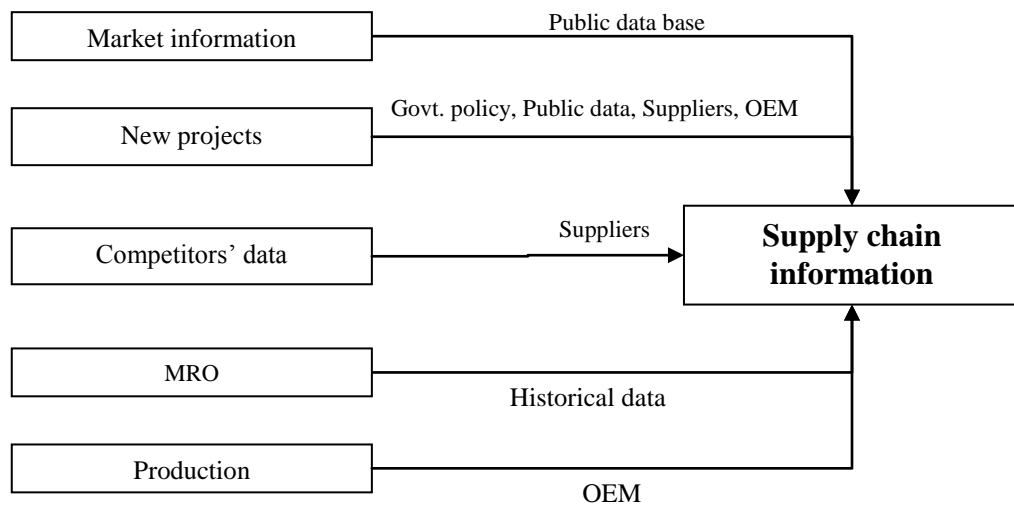 Public data base
Market information
Govt. policy, Public data, Suppliers, OEM
New projects
Suppliers
Competitors’ data
Supply chain
information
MRO
Historical data
Production
OEM